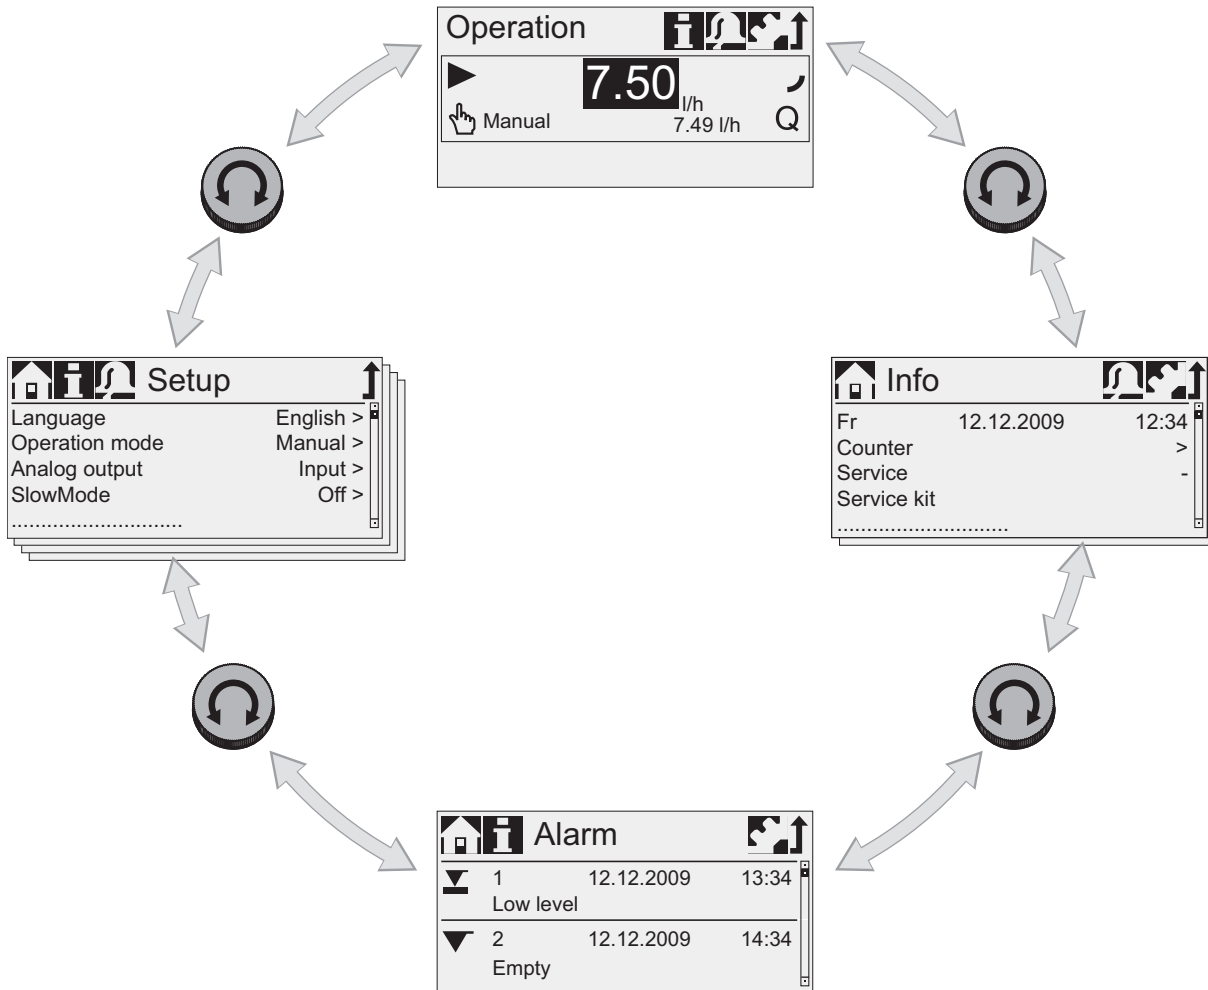 Operation
7.50 l/h
Manual 7.49 l/h Q
Setup
Language English >
Operation mode Manual >
Analog output Input >
SlowMode Off >
.............................
Info
Fr 12.12.2009 12:34
Counter >
Service -
Service kit
.............................
Alarm
1 12.12.2009 13:34
Low level
2 12.12.2009 14:34
Empty